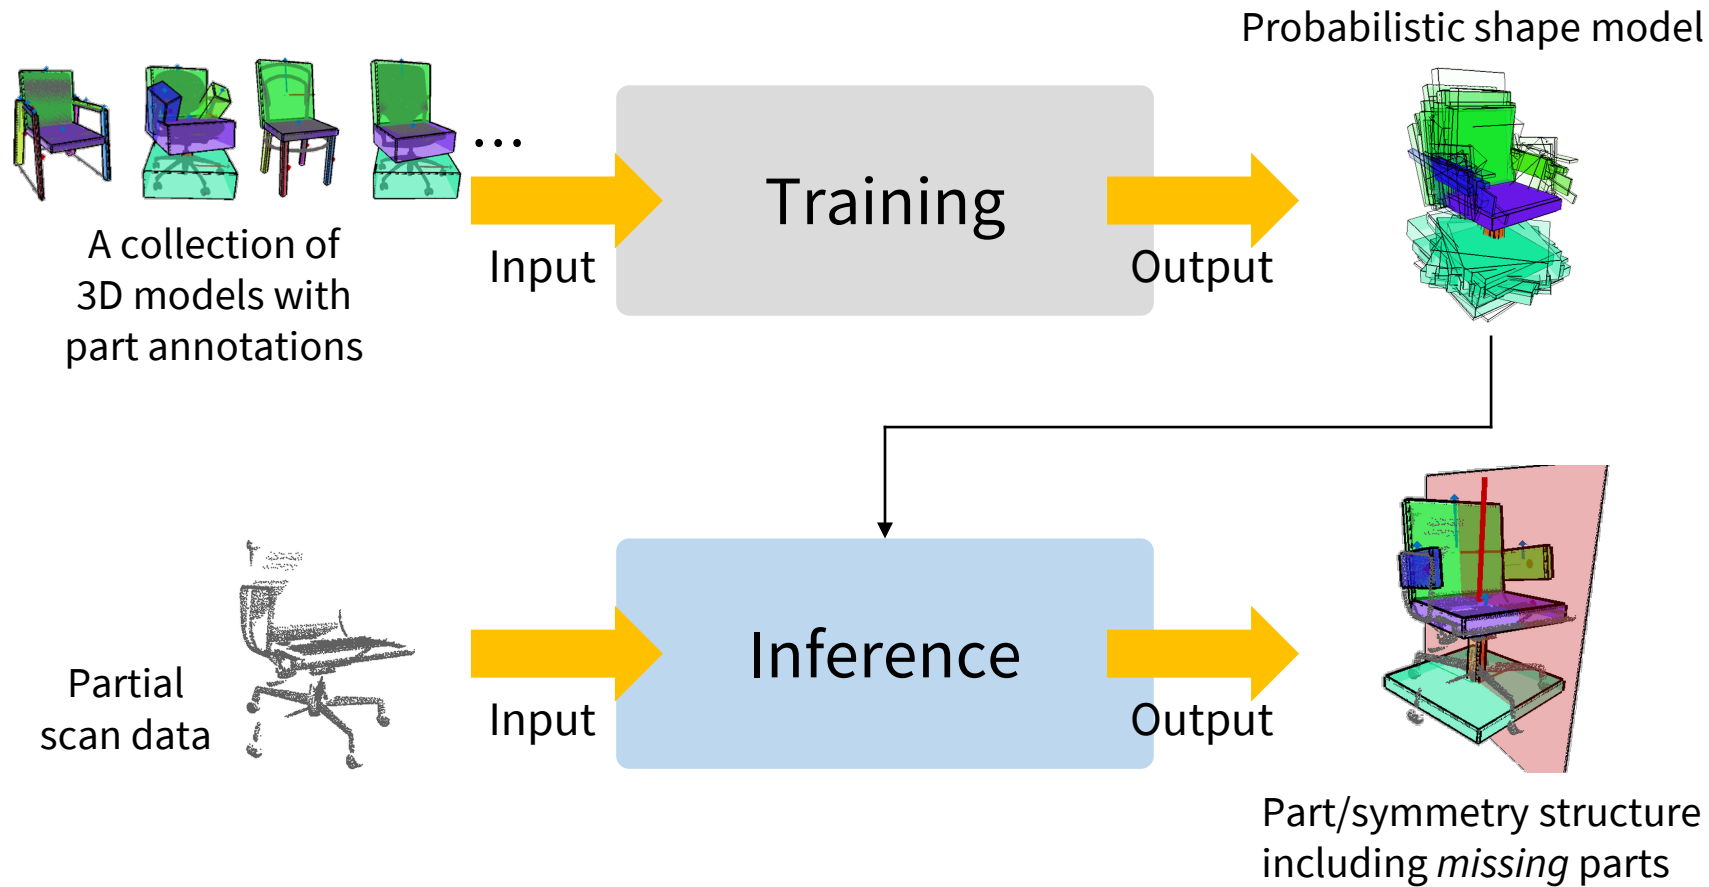 Probabilistic shape model
...
Training
A collection of
3D models with
part annotations
Input
Output
Inference
Partial
scan data
Input
Output
Part/symmetry structure
including missing parts